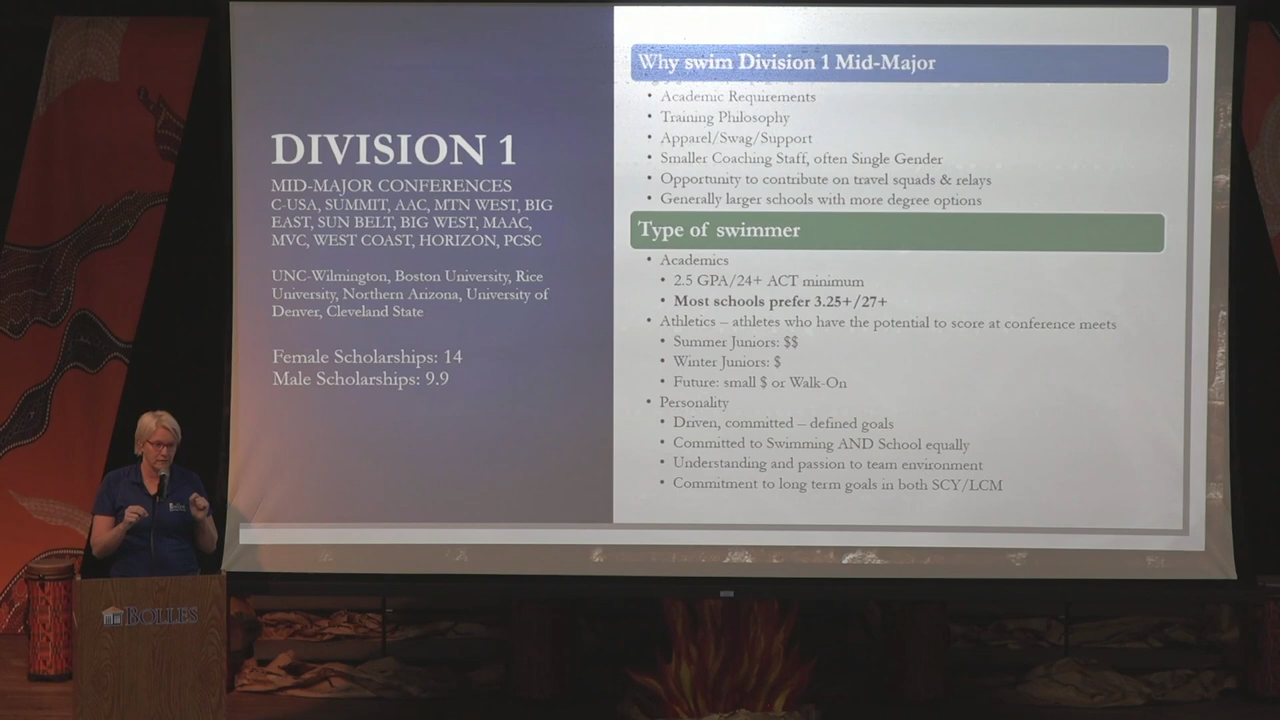 DIVISION 1
MID-MAJOR CONFERENCES
C-USA, SUMMIT, AAC, MTN WEST, BIG
EAST, SUN BELT, BIG WEST, MAAC,
MVC, WEST COAST, HORIZON, PCSC
UNC-Wilmington, Boston University, Rice
University, Northern Arizona, University of
Denver, Cleveland State
Female Scholarships: 14
Male Scholarships: 9.9
Why swim Division 1 Mid-Major
• Academic Requirements
• Training Philosophy
• Apparel/Swag/Support
• Smaller Coaching Staff, often Single Gender
• Opportunity to contribute on travel squads & relays
• Generally larger schools with more degree options
Type of swimmer
• Academics
• 2.5 GPA/24+ ACT minimum
• Most schools prefer 3.25+/27+
• Athletics – athletes who have the potential to score at conference meets
• Summer Juniors: $$
• Winter Juniors: $
• Future: small $ or Walk-On
• Personality
• Driven, committed – defined goals
• Committed to Swimming AND School equally
• Understanding and passion to team environment
• Commitment to long term goals in both SCY/LCM
BOLLES